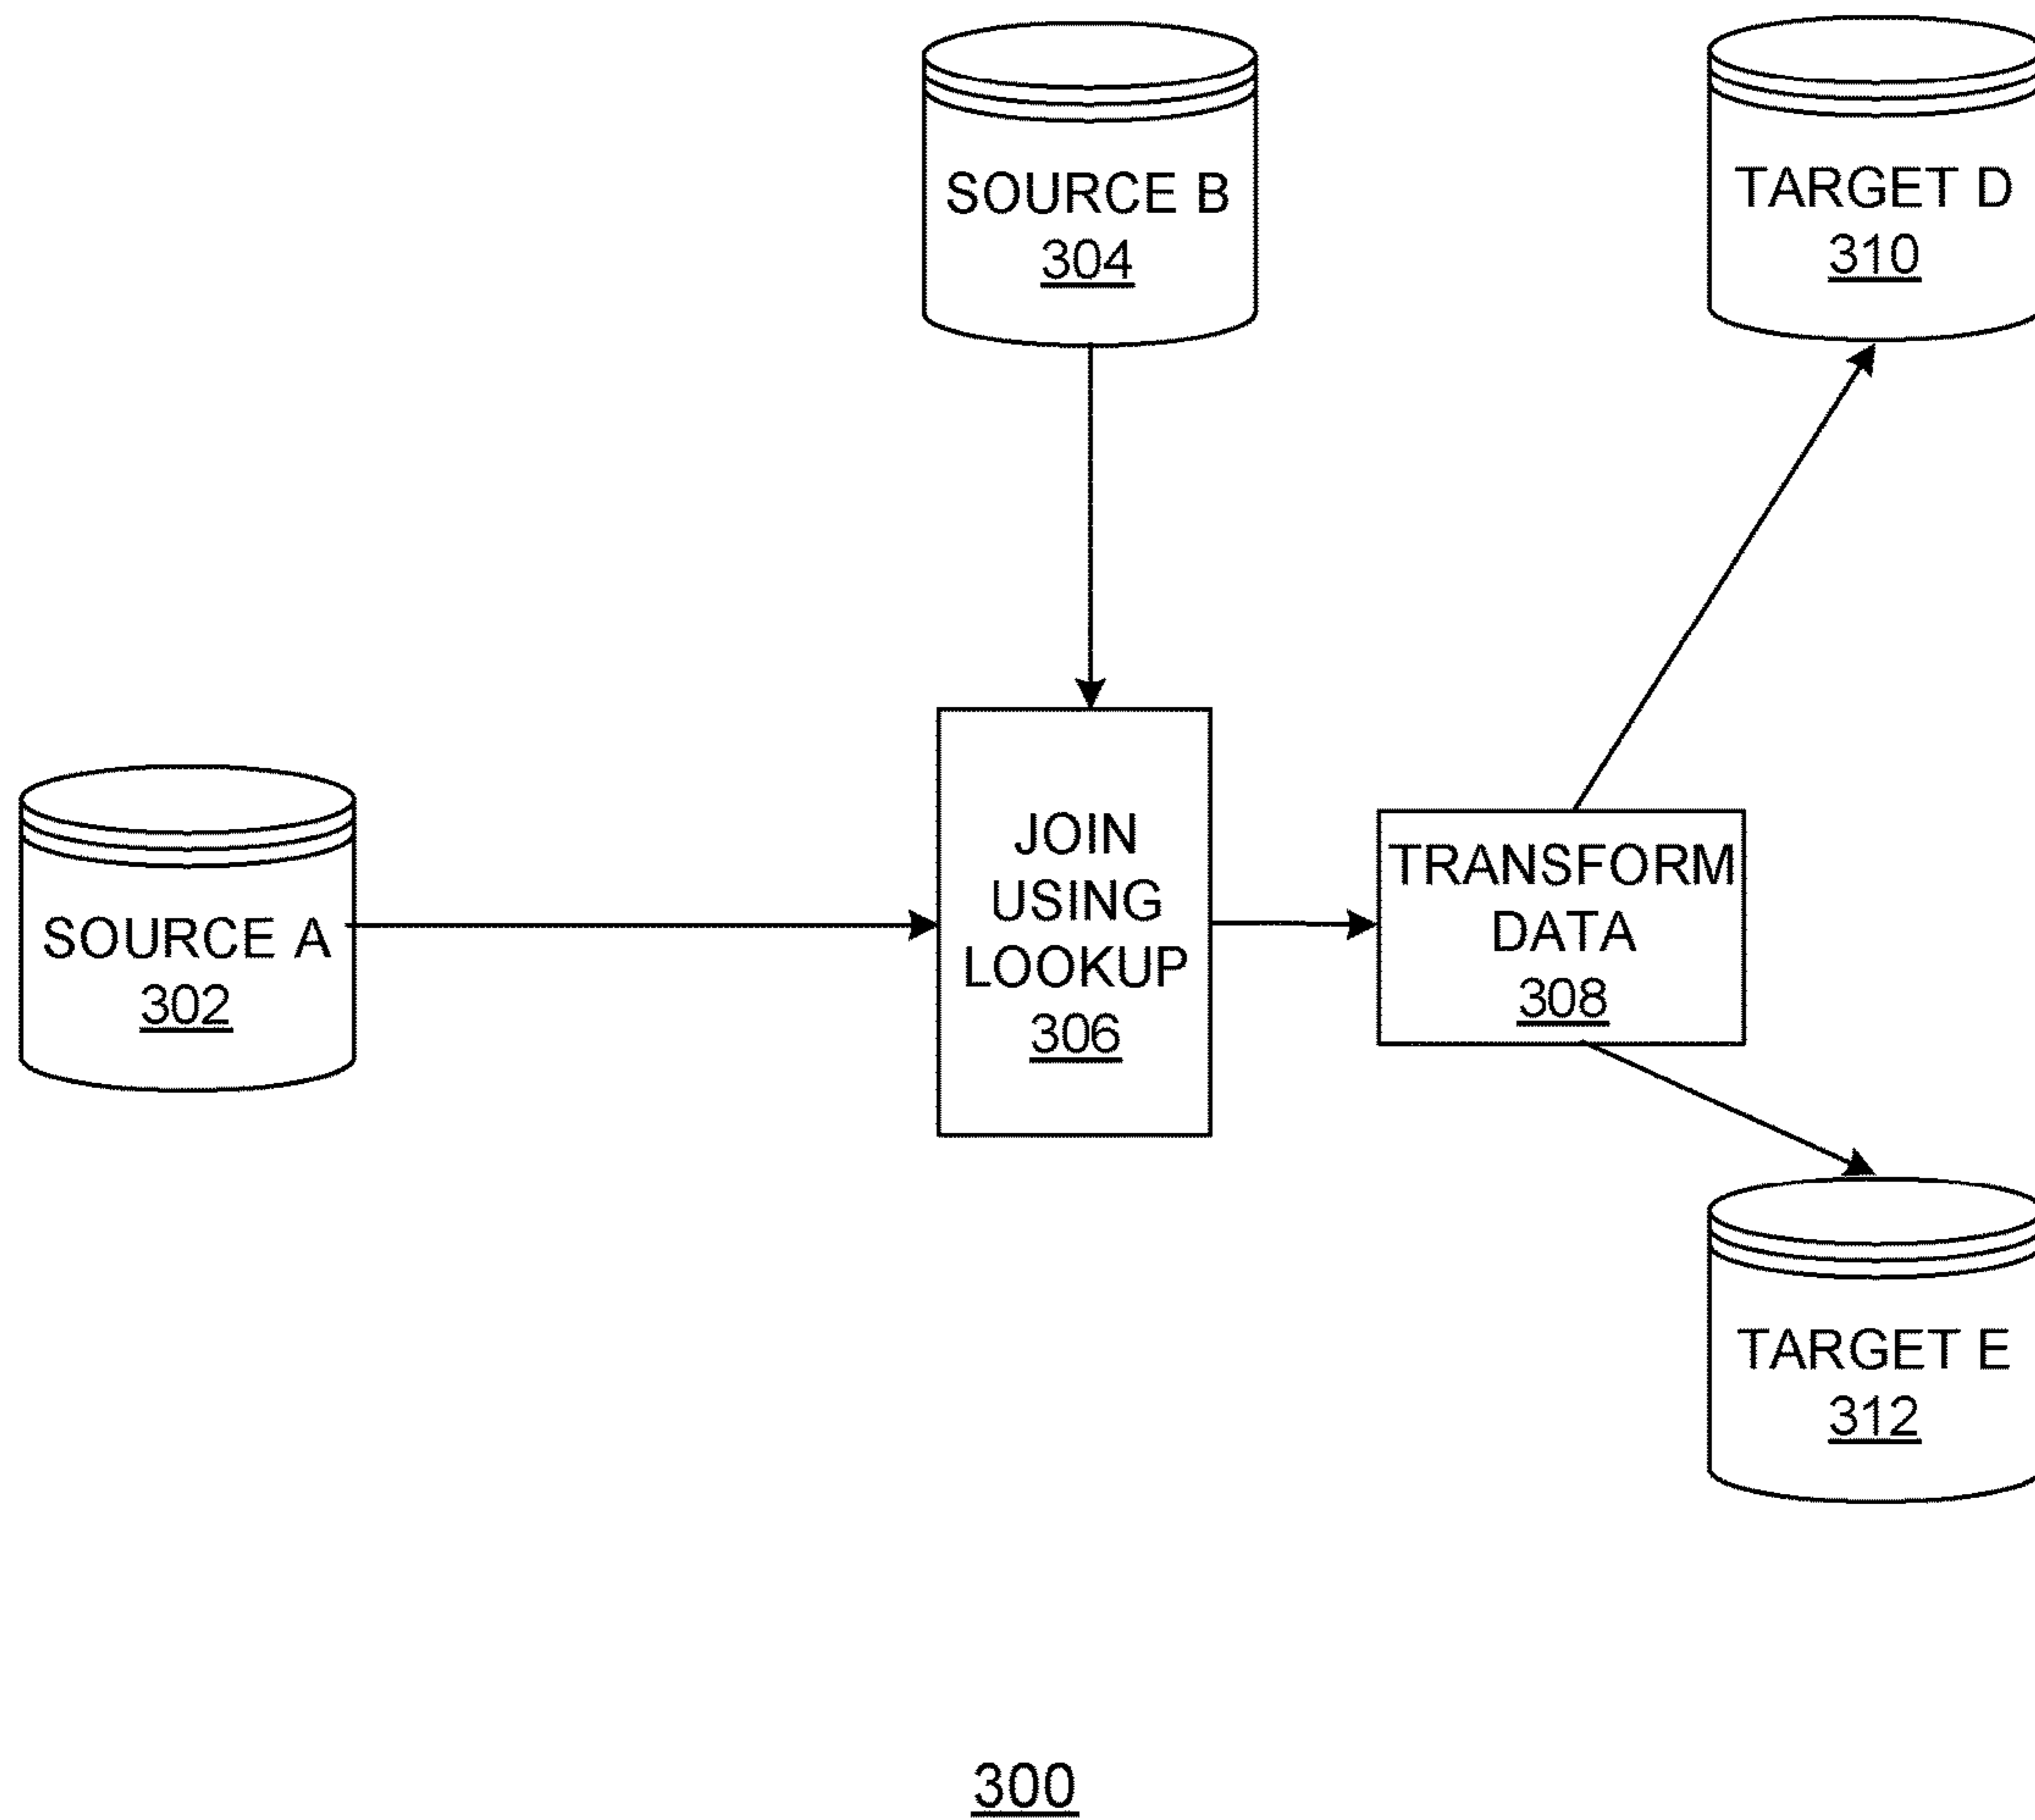 SOURCE B
304
TARGET D
310
SOURCE A
302
JOIN
USING
LOOKUP
306
TRANSFORM
DATA
308
TARGET E
312
300